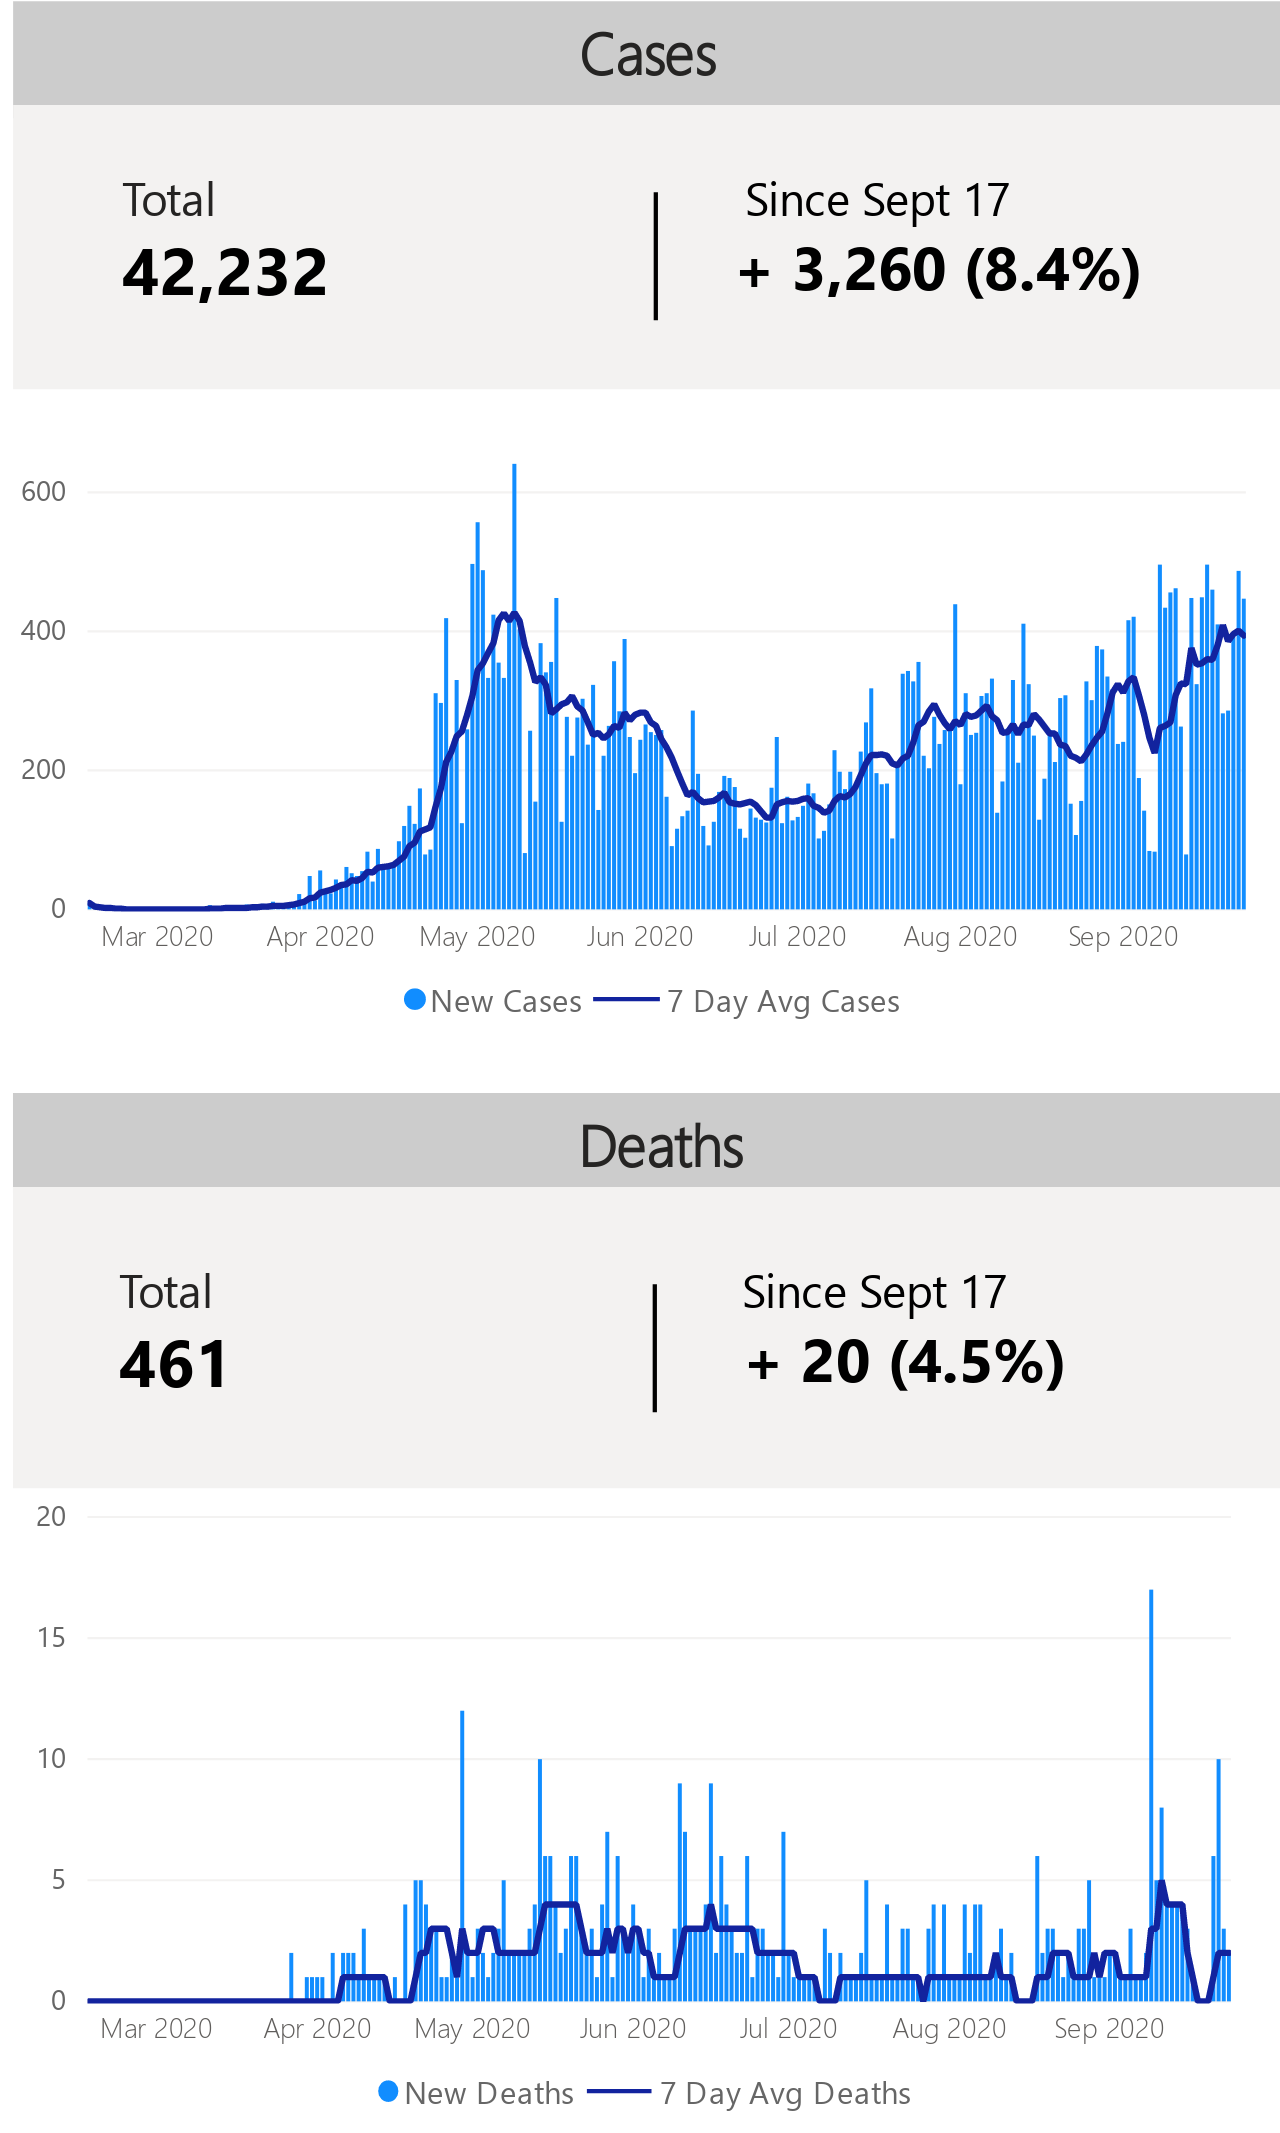 Cases
Total
Since Sept 17
42,232
+ 3,260 (8.4%)
600
400
200
0
Mar 2020 Apr 2020 May 2020 Jun 2020 Jul 2020 Aug 2020 Sep 2020
New Cases 7 Day Avg Cases
Deaths
Total
Since Sept 17
461
+ 20 (4.5%)
20
15
10
5
0
Mar 2020 Apr 2020 May 2020 Jun 2020 Jul 2020 Aug 2020 Sep 2020
New Deaths 7 Day Avg Deaths